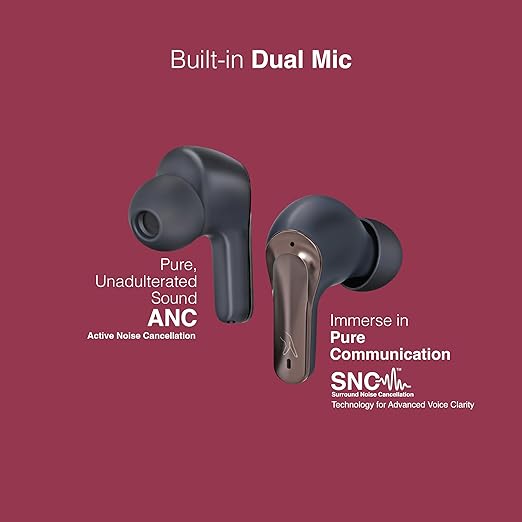 Built-in Dual Mic
Pure,
Unadulterated
Sound
ANC
Active Noise Cancellation
Immerse in
Pure
Communication
SNC™
Surround Noise Cancellation
Technology for Advanced Voice Clarity